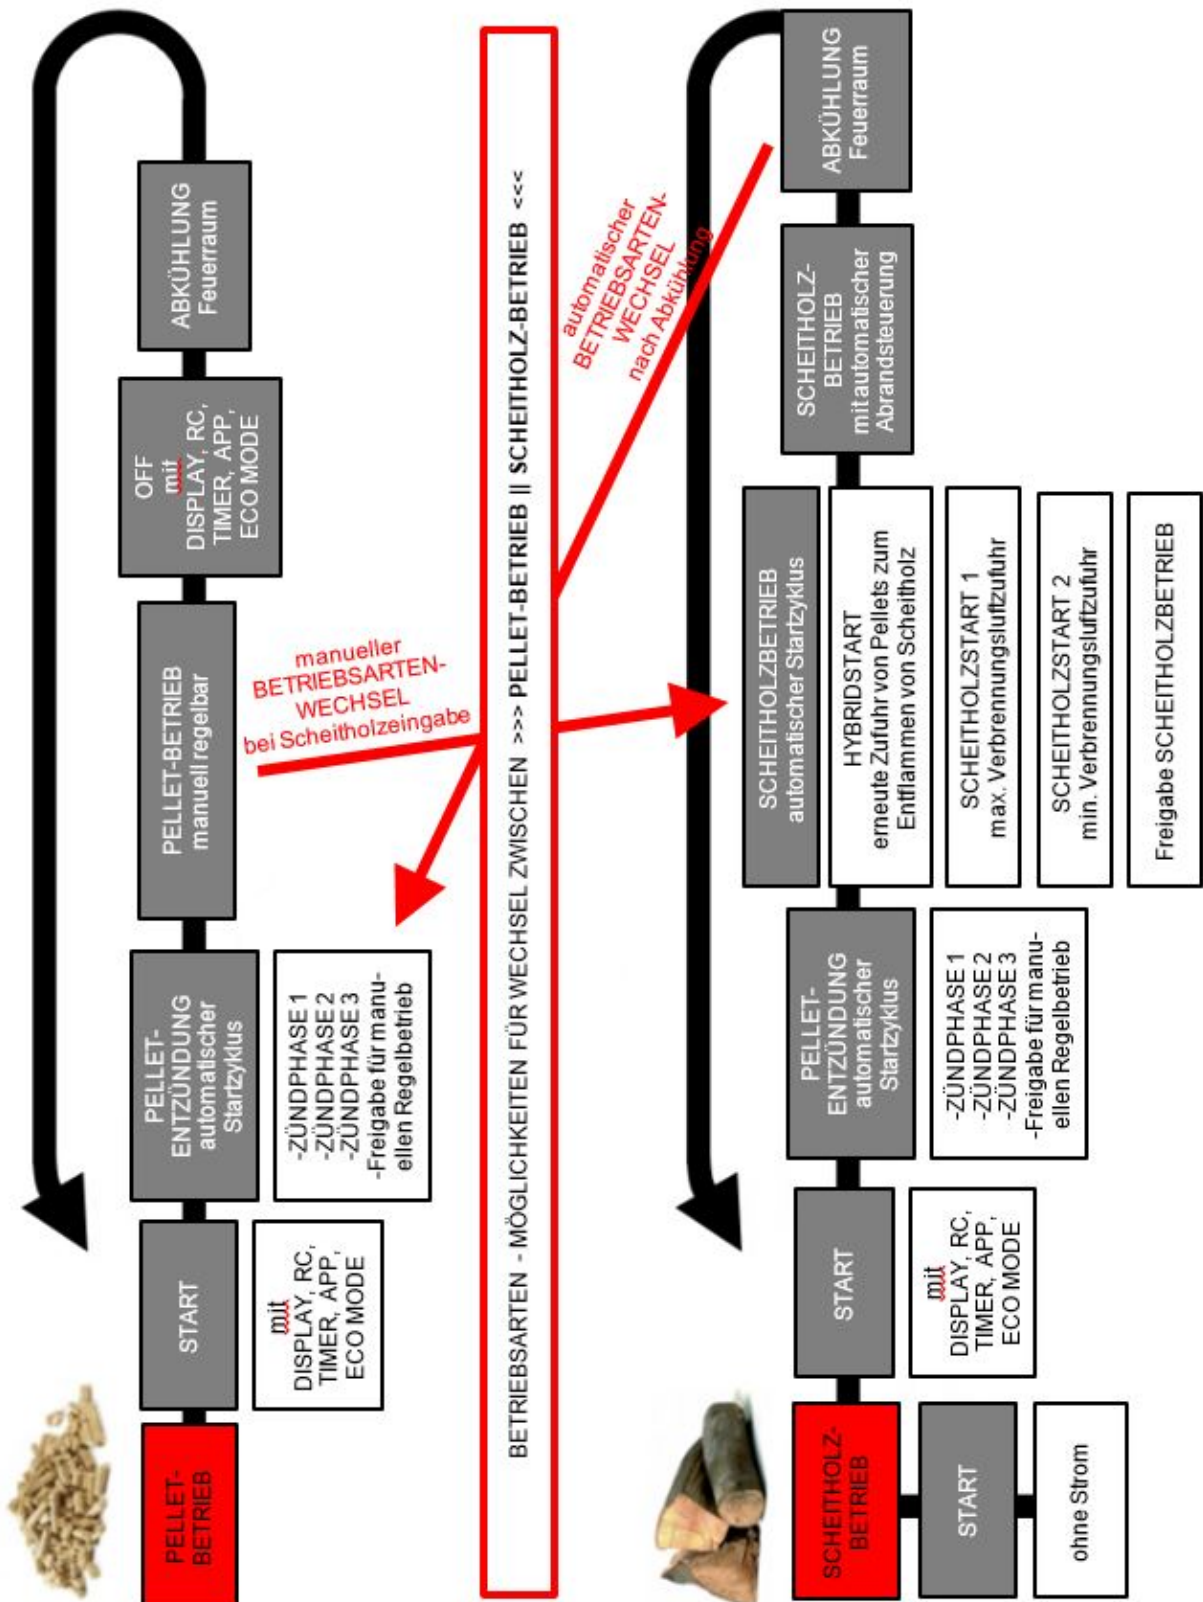 PELLET-
BETRIEB
START
mit
DISPLAY, RC,
TIMER, APP,
ECO MODE
PELLET-
ENTZÜNDUNG
automatischer
Startzyklus
-ZÜNDPHASE 1
-ZÜNDPHASE 2
-ZÜNDPHASE 3
-Freigabe für manu-
ellen Regelbetrieb
PELLET-BETRIEB
manuell regelbar
OFF
mit
DISPLAY, RC,
TIMER, APP,
ECO MODE
ABKÜHLUNG
Feuerraum
manueller
BETRIEBSARTEN-
WECHSEL
bei Scheitholzeingabe
BETRIEBSARTEN - MÖGLICHKEITEN FÜR WECHSEL ZWISCHEN >>> PELLET-BETRIEB || SCHEITHOLZ-BETRIEB <<<
automatischer
BETRIEBSARTEN-
WECHSEL
nach Abkühlung
SCHEITHOLZ-
BETRIEB
START
ohne Strom
START
mit
DISPLAY, RC,
TIMER, APP,
ECO MODE
PELLET-
ENTZÜNDUNG
automatischer
Startzyklus
-ZÜNDPHASE 1
-ZÜNDPHASE 2
-ZÜNDPHASE 3
-Freigabe für manu-
ellen Regelbetrieb
SCHEITHOLZBETRIEB
automatischer Startzyklus
HYBRIDSTART
erneute Zufuhr von Pellets zum
Entflammen von Scheitholz
SCHEITHOLZSTART 1
max. Verbrennungsluftzufuhr
SCHEITHOLZSTART 2
min. Verbrennungsluftzufuhr
Freigabe SCHEITHOLZBETRIEB
SCHEITHOLZ-
BETRIEB
mit automatischer
Abrandsteuerung
ABKÜHLUNG
Feuerraum